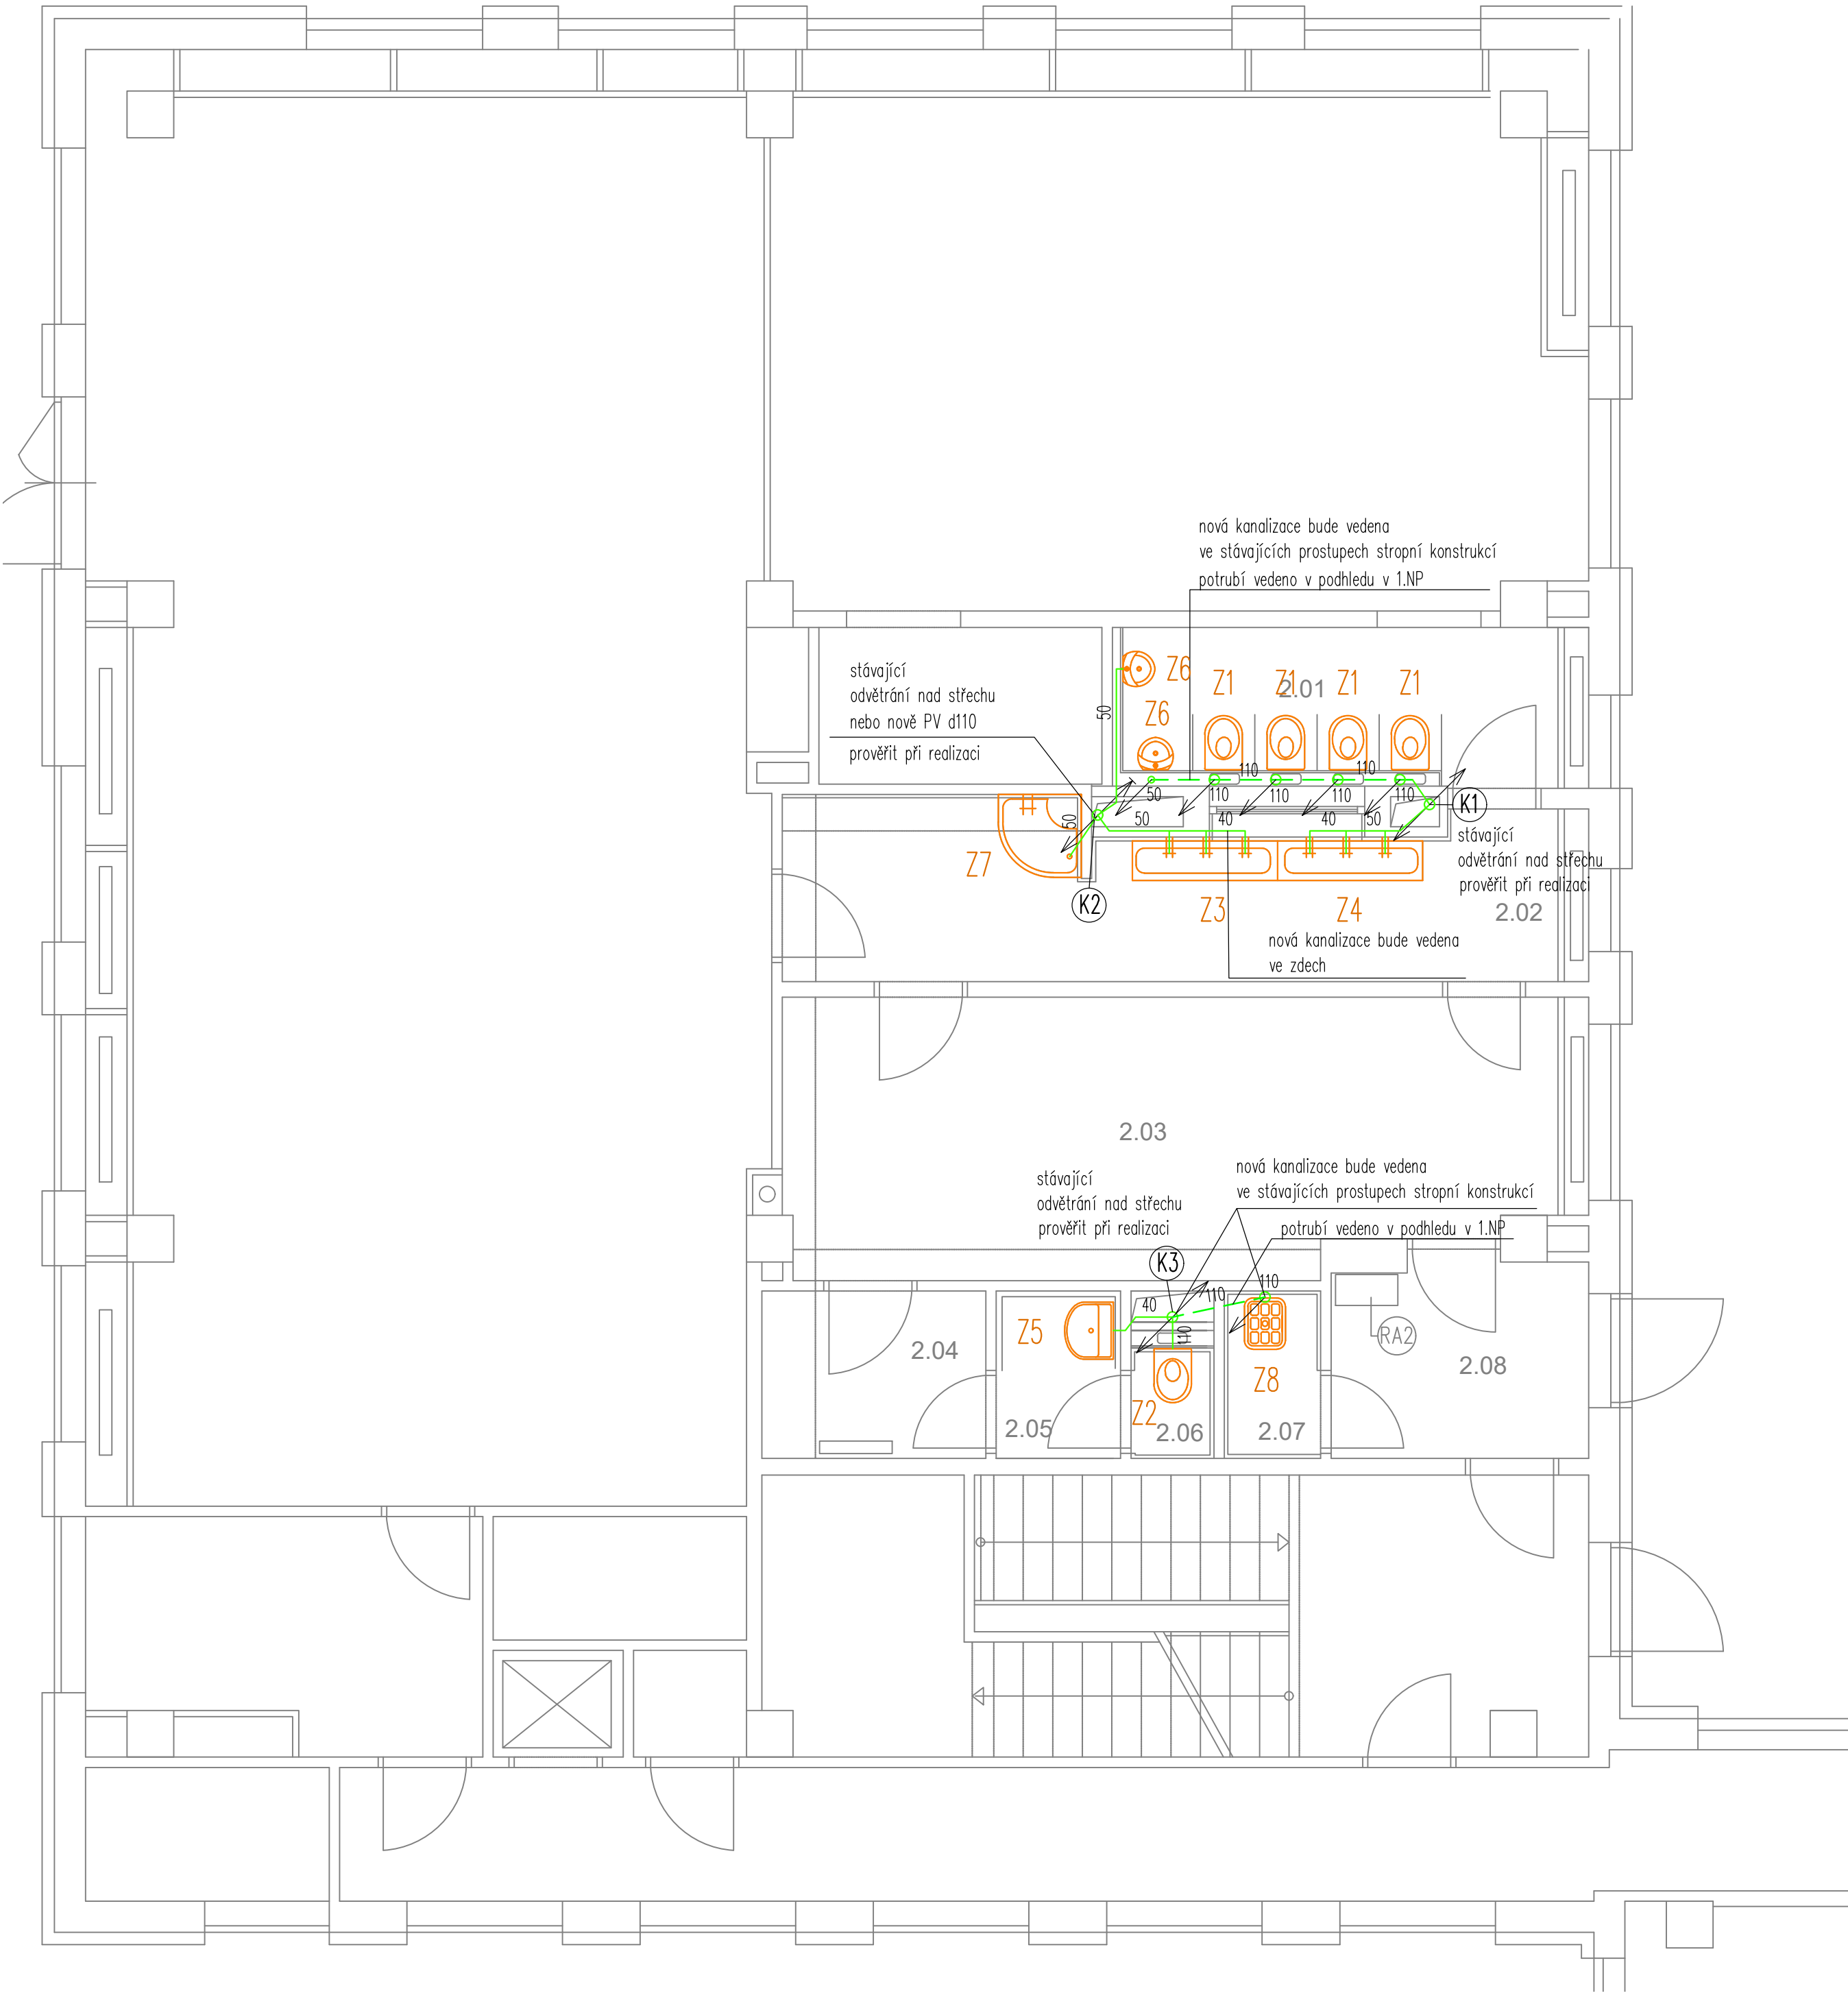 nová kanalizace bude vedena
ve stávajících prostupech stropní konstrukcí
potrubí vedeno v podhledu v 1.NP
stávající
odvětrání nad střechu
nebo nově PV d110
prověřit při realizaci
Z6
Z1
Z1
Z1
Z1
2.01
50
Z6
110
110
50
110
110
110
110
50
50
40
40
50
K1
stávající
odvětrání nad střechu
prověřit při realizaci
Z7
K2
Z3
Z4
2.02
nová kanalizace bude vedena
ve zdech
2.03
stávající
odvětrání nad střechu
prověřit při realizaci
nová kanalizace bude vedena
ve stávajících prostupech stropní konstrukcí
potrubí vedeno v podhledu v 1.NP
K3
110
110
40
110
Z5
RA2
2.04
2.08
Z8
Z2
2.05
2.06
2.07